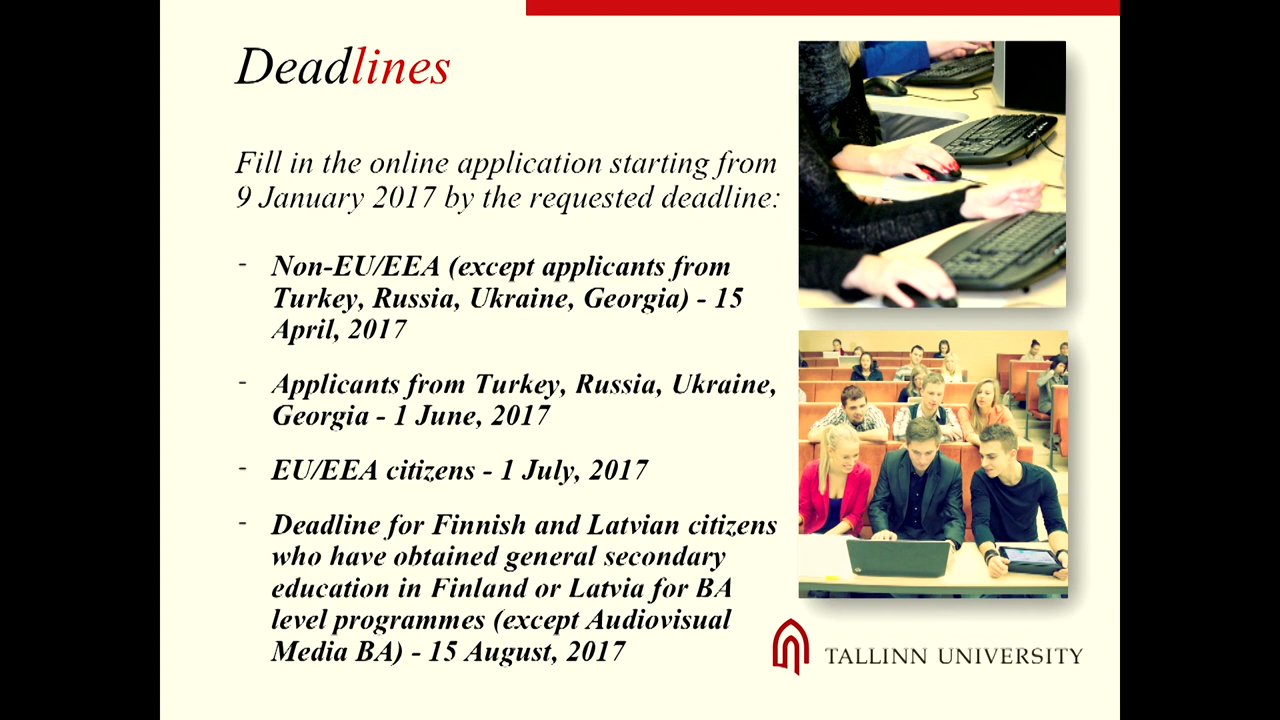 Deadlines
Fill in the online application starting from
9 January 2017 by the requested deadline:
- Non-EU/EEA (except applicants from
Turkey, Russia, Ukraine, Georgia) - 15
April, 2017
- Applicants from Turkey, Russia, Ukraine,
Georgia - 1 June, 2017
- EU/EEA citizens - 1 July, 2017
- Deadline for Finnish and Latvian citizens
who have obtained general secondary
education in Finland or Latvia for BA
level programmes (except Audiovisual
Media BA) - 15 August, 2017
TALLINN UNIVERSITY